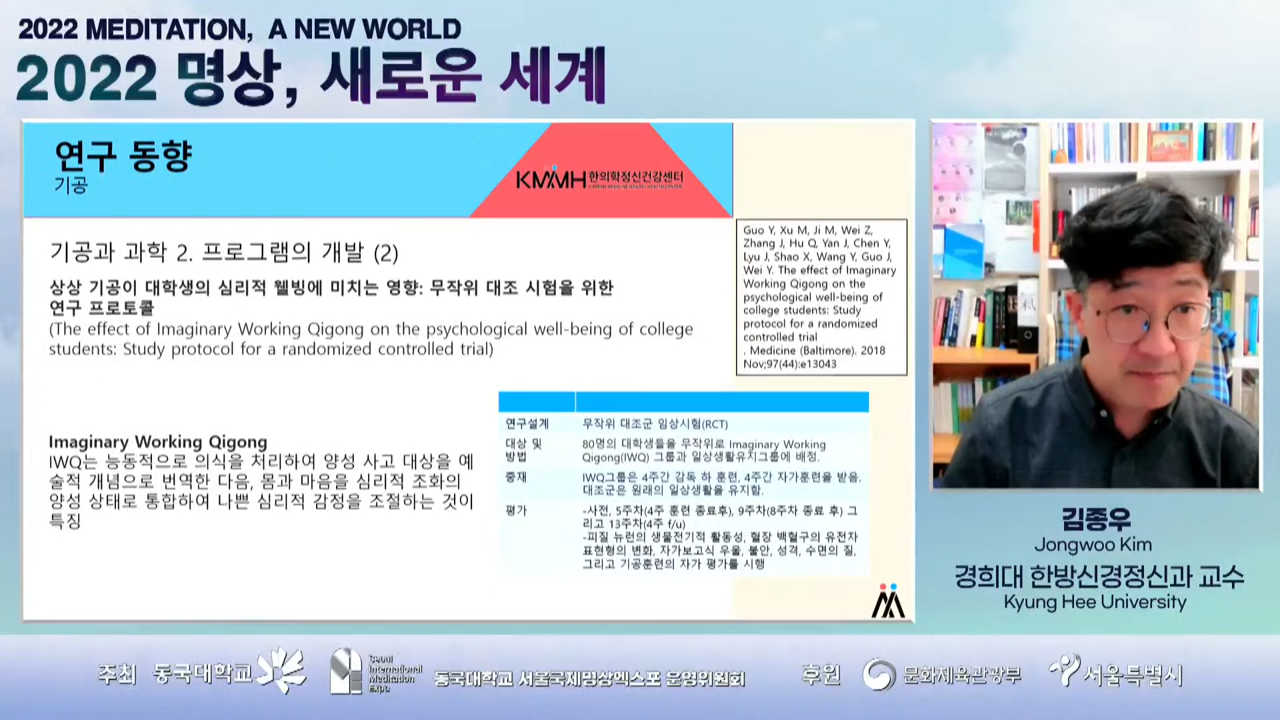 2022 MEDITATION, A NEW WORLD
2022 명상, 새로운 세계
연구 동향
기공
KMMH 한의학정신건강센터
기공과 과학 2. 프로그램의 개발 (2)
상상 기공이 대학생의 심리적 웰빙에 미치는 영향: 무작위 대조 시험을 위한
연구 프로토콜
(The effect of Imaginary Working Qigong on the psychological well-being of college
students: Study protocol for a randomized controlled trial)
Guo Y, Xu M, Ji M, Wei Z,
Zhang J, Hu Q, Yan J, Chen Y,
Lyu J, Shao X, Wang Y, Guo J,
Wei Y. The effect of Imaginary
Working Qigong on the
psychological well-being of
college students: Study
protocol for a randomized
controlled trial
. Medicine (Baltimore). 2018
Nov;97(44):e13043
Imaginary Working Qigong
IWQ는 능동적으로 의식을 처리하여 양성 사고 대상을 예
술적 개념으로 번역한 다음, 몸과 마음을 심리적 조화의
양성 상태로 통합하여 나쁜 심리적 감정을 조절하는 것이
특징
연구설계 무작위 대조군 임상시험(RCT)
대상 및 80명의 대학생들을 무작위로 Imaginary Working
방법 Qigong(IWQ) 그룹과 일상생활유지그룹에 배정.
중재 IWQ그룹은 4주간 감독 하 훈련, 4주간 자가훈련을 받음.
대조군은 원래의 일상생활을 유지함.
평가 -사전, 5주차(4주 훈련 종료후), 9주차(8주차 종료 후) 그
리고 13주차(4주 f/u)
-피질 뉴런의 생물전기적 활동성, 혈장 백혈구의 유전자
표현형의 변화, 자가보고식 우울, 불안, 성격, 수면의 질,
그리고 기공훈련의 자가 평가를 시행
김종우
Jongwoo Kim
경희대 한방신경정신과 교수
Kyung Hee University
주최 동국대학교
Seoul
International
Meditation
Expo
동국대학교 서울국제명상엑스포 운영위원회
후원 문화체육관광부 서울특별시